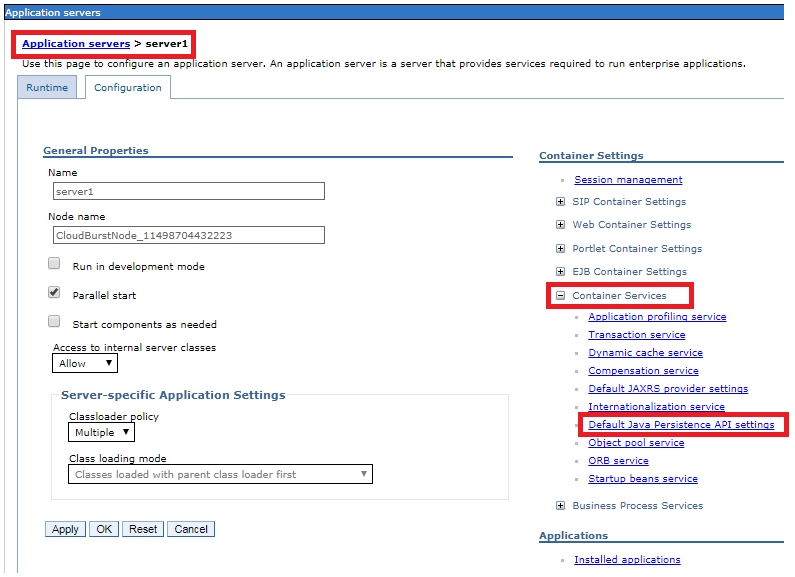 Application servers
Application servers > server1
Use this page to configure an application server. An application server is a server that provides services required to run enterprise applications.
Runtime
Configuration
General Properties
Name
server1
Node name
CloudBurstNode_11498704432223
Run in development mode
Parallel start
Start components as needed
Access to internal server classes
Allow
Server-specific Application Settings
Classloader policy
Multiple
Class loading mode
Classes loaded with parent class loader first
Apply OK Reset Cancel
Container Settings
Session management
SIP Container Settings
Web Container Settings
Portlet Container Settings
EJB Container Settings
Container Services
Application profiling service
Transaction service
Dynamic cache service
Compensation service
Default JAXRS provider settings
Internationalization service
Default Java Persistence API settings
Object pool service
ORB service
Startup beans service
Business Process Services
Applications
Installed applications